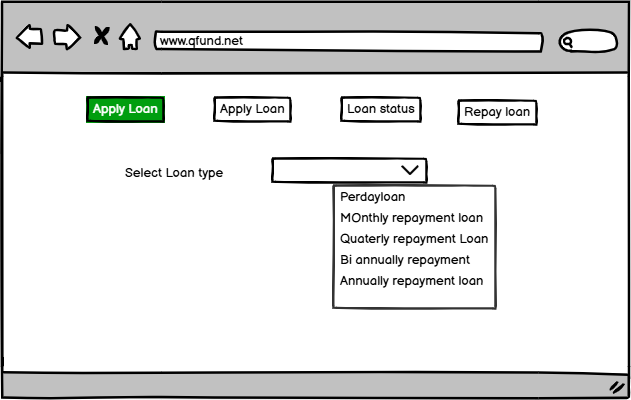 www.qfund.net
Apply Loan
Apply Loan
Loan status
Repay loan
Select Loan type
Perdayloan
MOnthly repayment loan
Quaterly repayment Loan
Bi annually repayment
Annually repayment loan